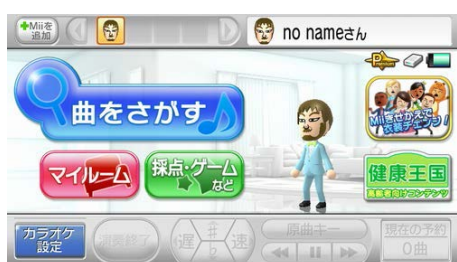 Miiを
追加
no nameさん
曲をさがす
Miiきせかえで
衣装チェンジ!
マイルーム
採点・ゲーム
など
健康王国
高齢者向けコンテンツ
カラオケ
設定
演奏終了
遅
#
♭
速
原曲キー
現在の予約
0曲